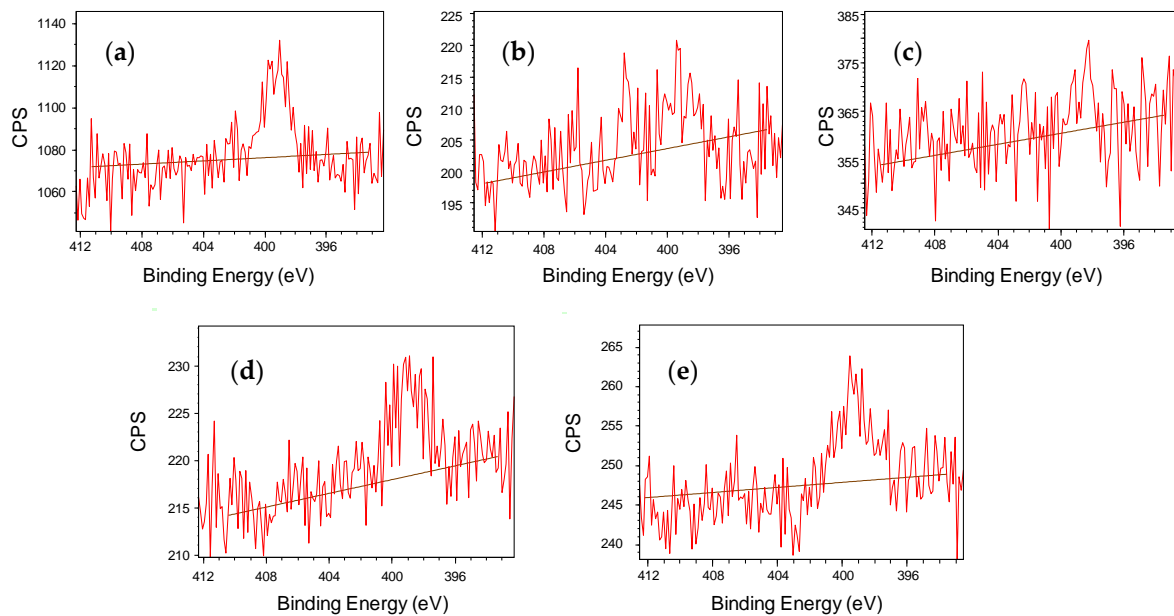 (a)
CPS
1140
1120
1100
1080
1060
412 408 404 400 396
Binding Energy (eV)
(b)
CPS
225
220
215
210
205
200
195
412 408 404 400 396
Binding Energy (eV)
(c)
CPS
385
375
365
355
345
412 408 404 400 396
Binding Energy (eV)
(d)
CPS
230
225
220
215
210
412 408 404 400 396
Binding Energy (eV)
(e)
CPS
265
260
255
250
245
240
412 408 404 400 396
Binding Energy (eV)